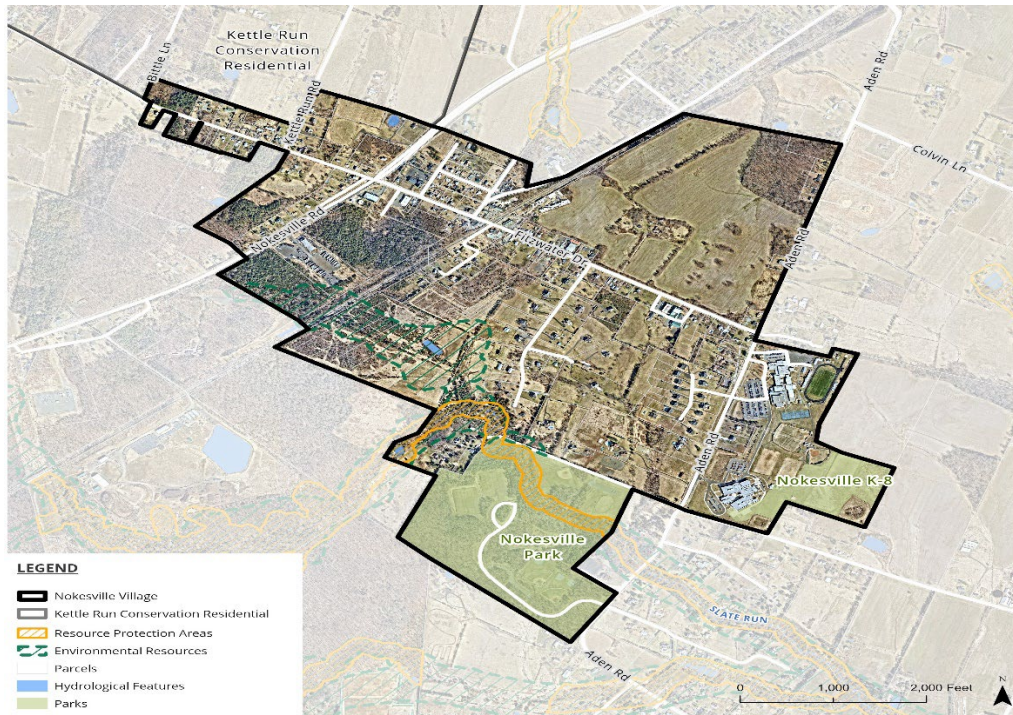 Kettle Run
Conservation
Residential
Bittle Ln
Kettle Run Rd
Aden Rd
Colvin Ln
Nokesville Rd
Fitzwater Dr
Aden Rd
Aden Rd
Nokesville K-8
Nokesville
Park
SLATE RUN
Aden Rd
LEGEND
Nokesville Village
Kettle Run Conservation Residential
Resource Protection Areas
Environmental Resources
Parcels
Hydrological Features
Parks
0 1,000 2,000 Feet
N